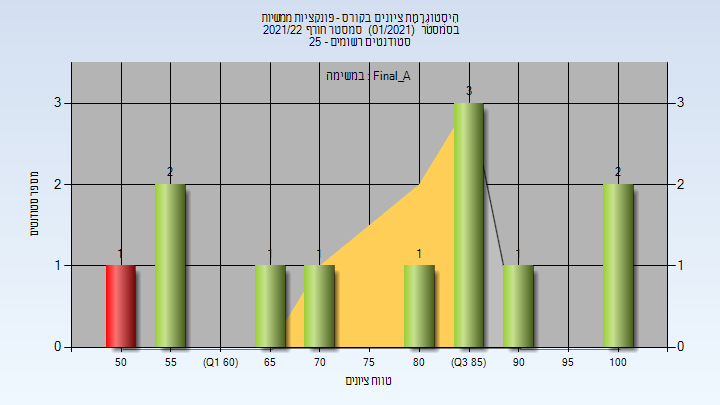 היסטוגרמת ציונים בקורס - פונקציות ממשיות
בסמסטר (01/2021) סמסטר חורף 2021/22
סטודנטים רשומים - 25
במשימה : Final_A
מספר סטודנטים
3 3
2 2
1 1
0 0
1 2 1 1 1 3 1 2
50 55 (Q1 60) 65 70 75 80 (Q3 85) 90 95 100
טווח ציונים